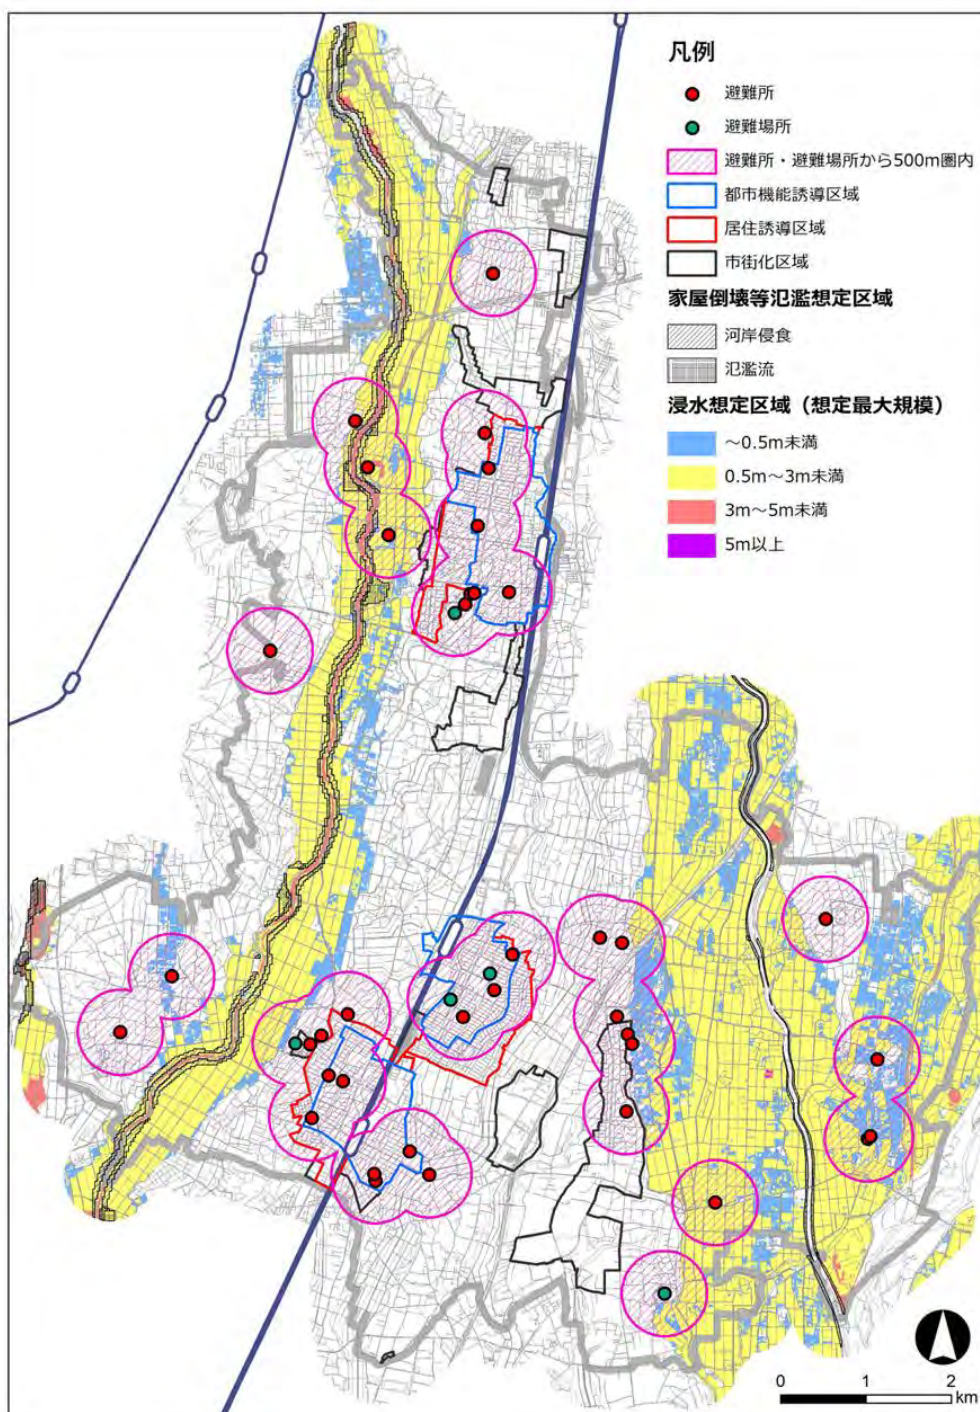 凡例
避難所
避難場所
避難所・避難場所から500m圏内
都市機能誘導区域
居住誘導区域
市街化区域
家屋倒壊等氾濫想定区域
河岸侵食
氾濫流
浸水想定区域（想定最大規模）
～0.5m未満
0.5m～3m未満
3m～5m未満
5m以上
0 1 2
km